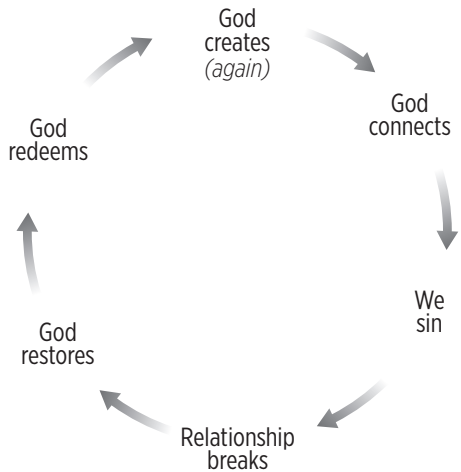 God
creates
(again)
God
connects
We
sin
Relationship
breaks
God
restores
God
redeems